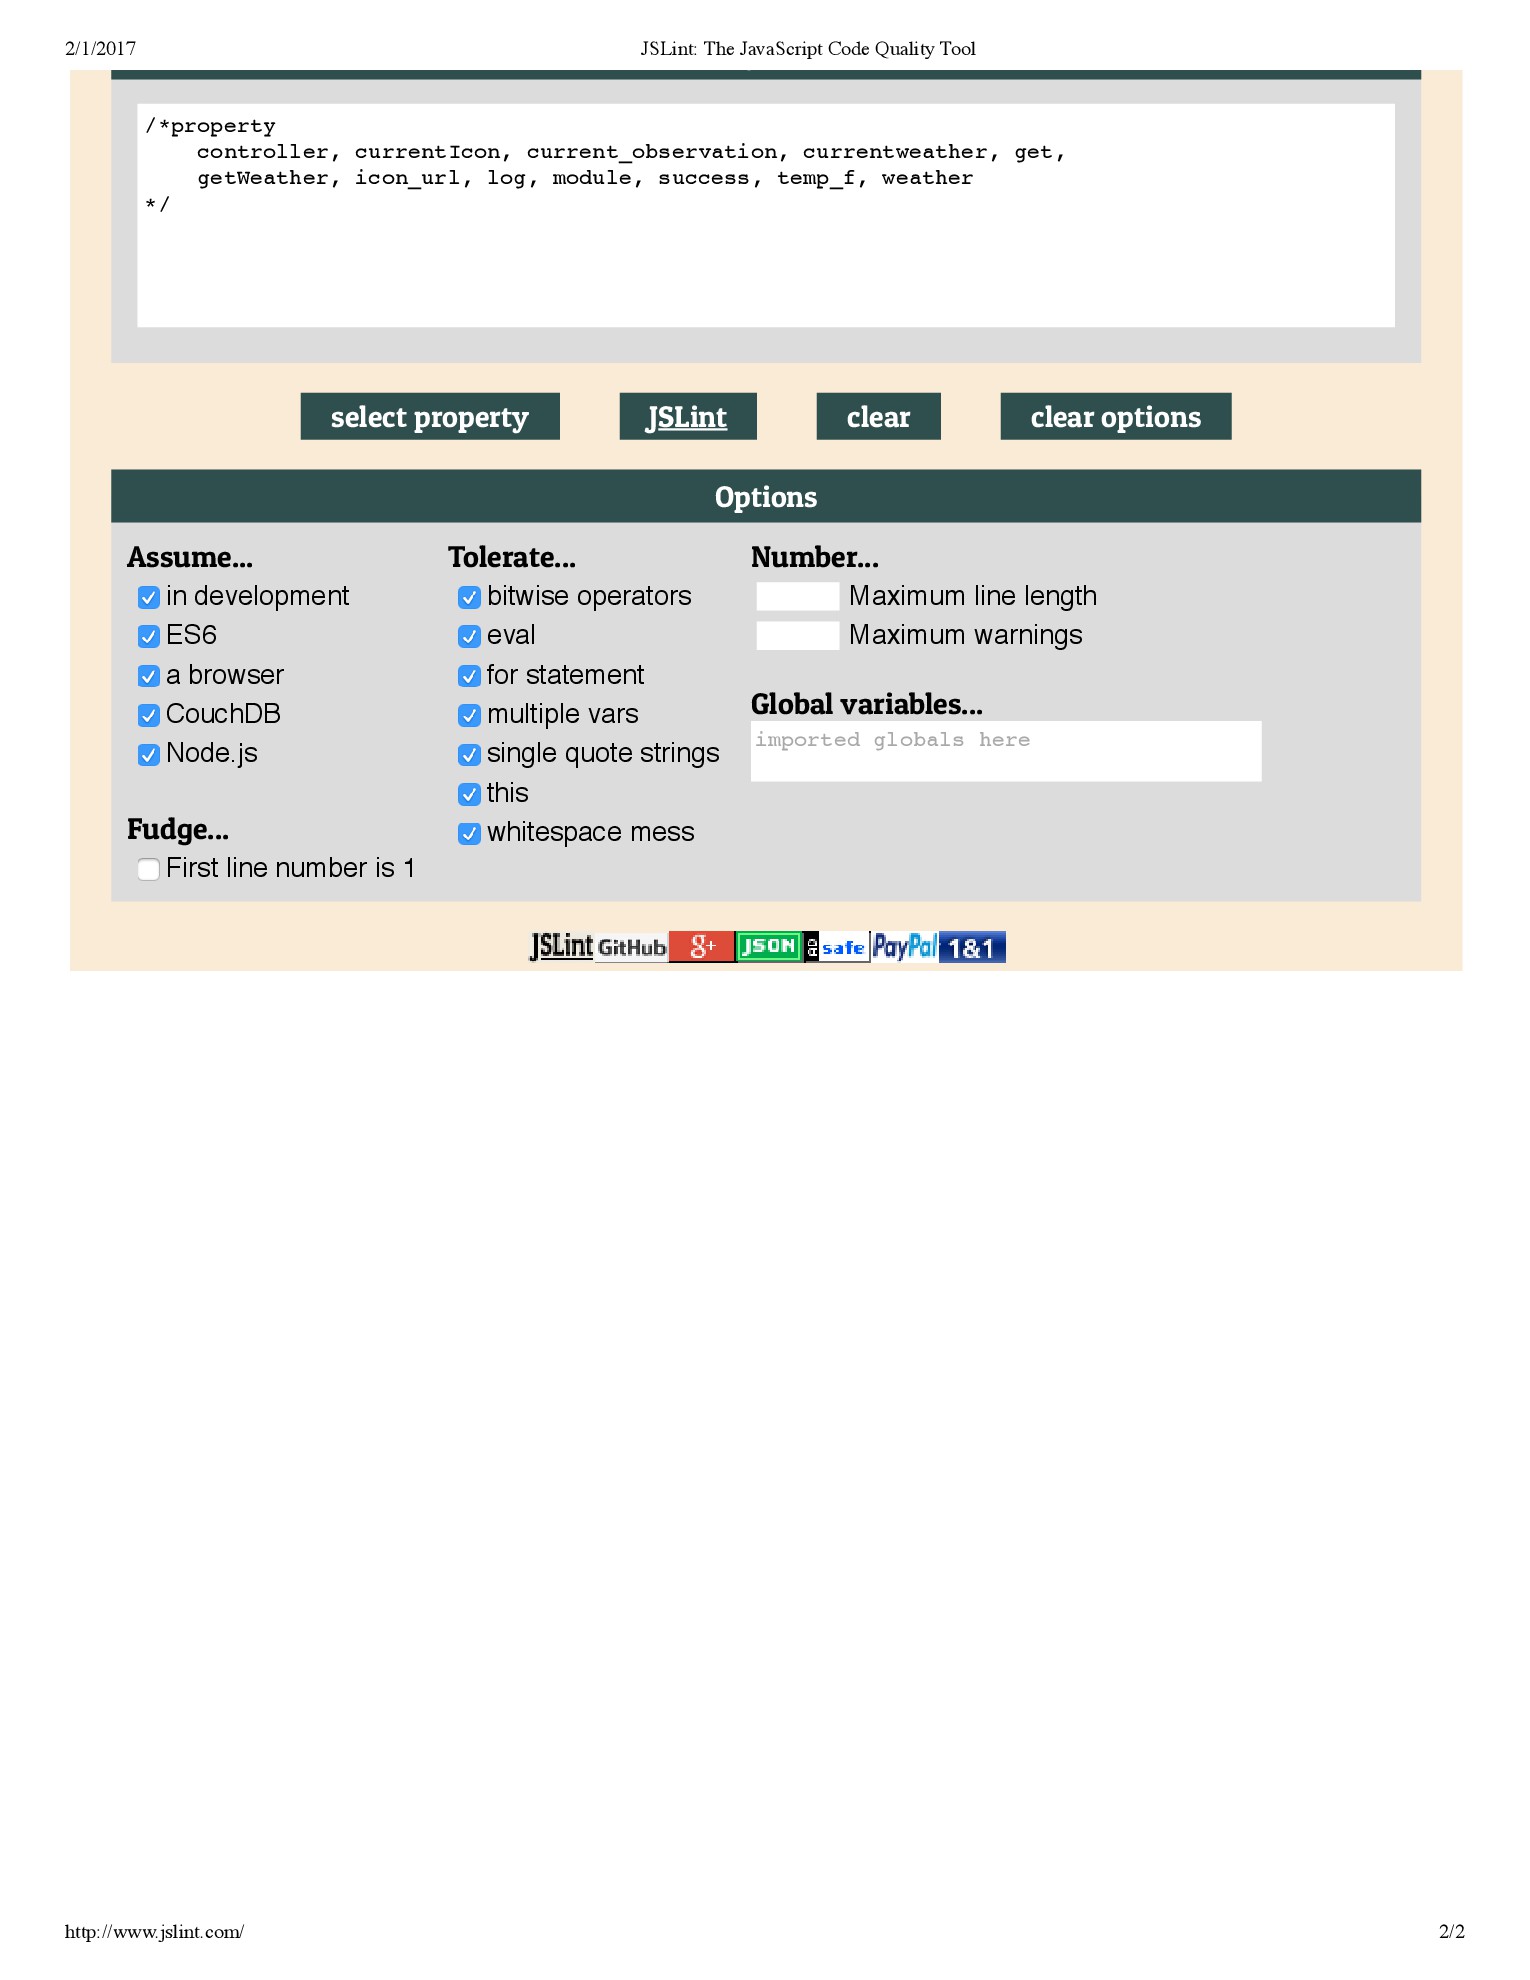 2/1/2017 JSLint: The JavaScript Code Quality Tool
/*property
    controller, currentIcon, current_observation, currentweather, get,
    getWeather, icon_url, log, module, success, temp_f, weather
*/
select property JSLint clear clear options
Options
Assume...
in development
ES6
a browser
CouchDB
Node.js
Fudge...
First line number is 1
Tolerate...
bitwise operators
eval
for statement
multiple vars
single quote strings
this
whitespace mess
Number...
Maximum line length
Maximum warnings
Global variables...
imported globals here
JSLint GitHub g+ JSON AD safe PayPal 1&1
http://www.jslint.com/ 2/2